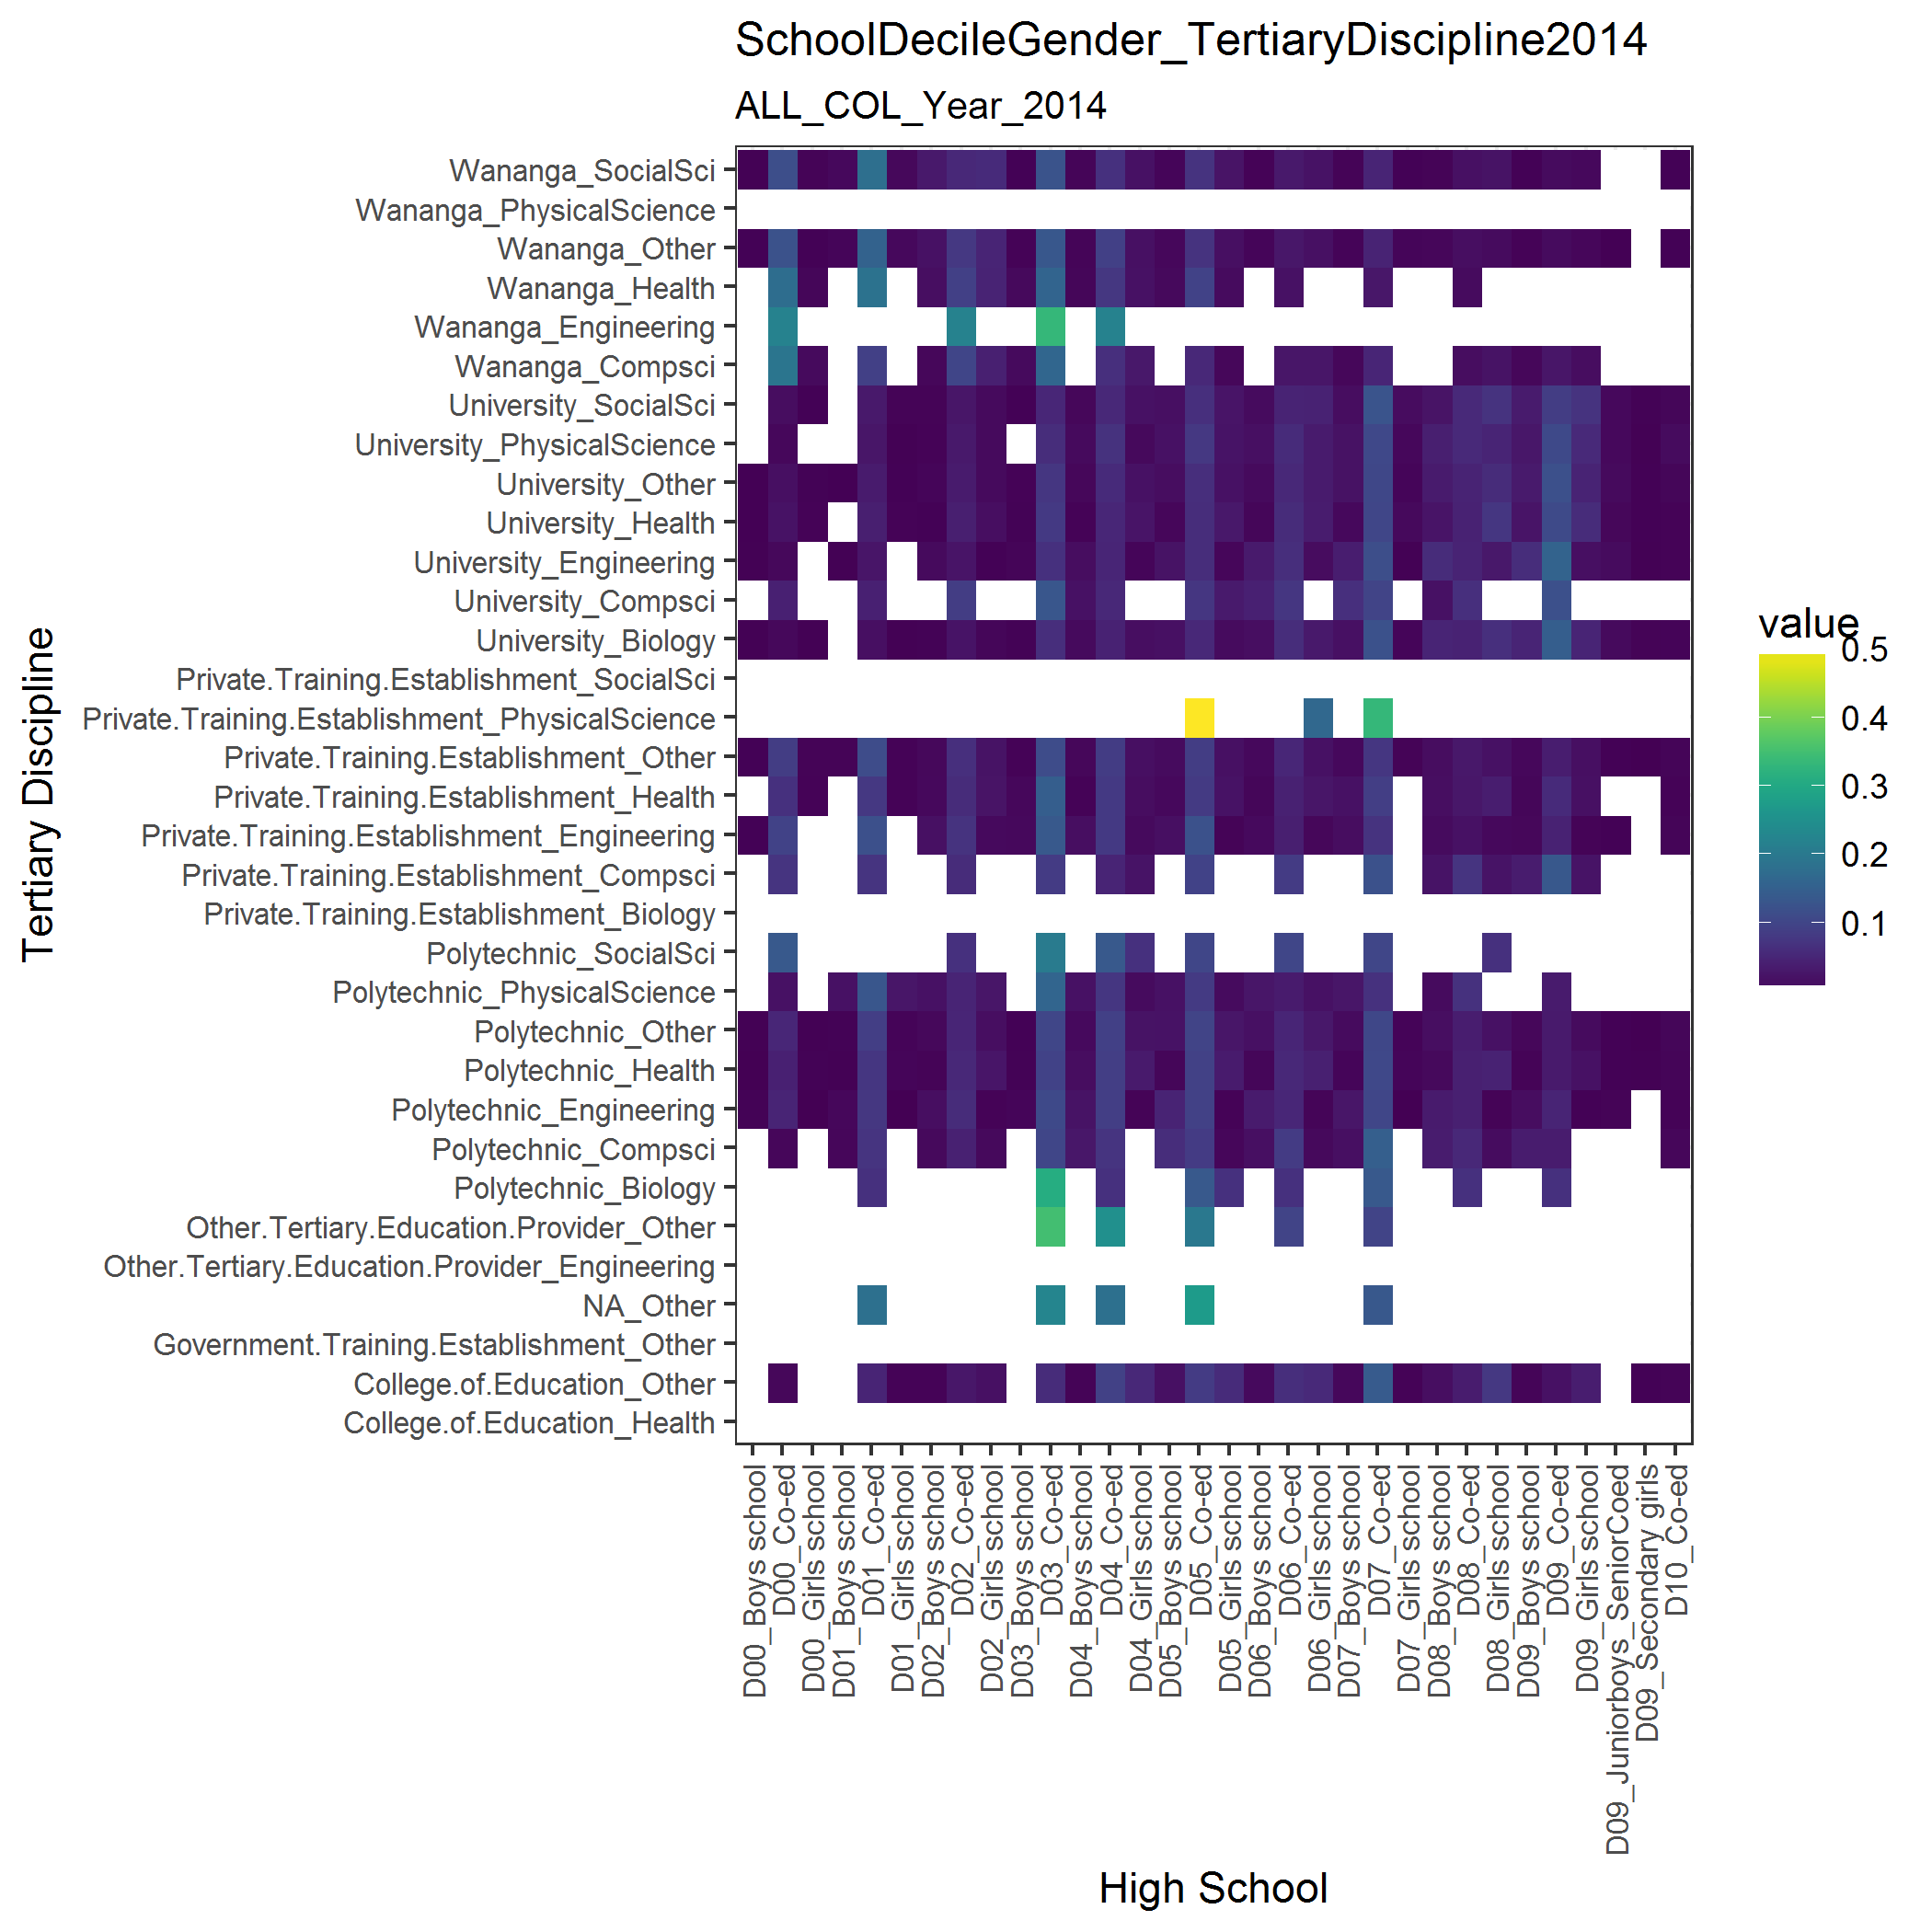 SchoolDecileGender_TertiaryDiscipline2014
ALL_COL_Year_2014
Tertiary Discipline
Wananga_SocialSci
Wananga_PhysicalScience
Wananga_Other
Wananga_Health
Wananga_Engineering
Wananga_Compsci
University_SocialSci
University_PhysicalScience
University_Other
University_Health
University_Engineering
University_Compsci
University_Biology
Private.Training.Establishment_SocialSci
Private.Training.Establishment_PhysicalScience
Private.Training.Establishment_Other
Private.Training.Establishment_Health
Private.Training.Establishment_Engineering
Private.Training.Establishment_Compsci
Private.Training.Establishment_Biology
Polytechnic_SocialSci
Polytechnic_PhysicalScience
Polytechnic_Other
Polytechnic_Health
Polytechnic_Engineering
Polytechnic_Compsci
Polytechnic_Biology
Other.Tertiary.Education.Provider_Other
Other.Tertiary.Education.Provider_Engineering
NA_Other
Government.Training.Establishment_Other
College.of.Education_Other
College.of.Education_Health
D00_Boys school
D00_Co-ed
D00_Girls school
D01_Boys school
D01_Co-ed
D01_Girls school
D02_Boys school
D02_Co-ed
D02_Girls school
D03_Boys school
D03_Co-ed
D04_Boys school
D04_Co-ed
D04_Girls school
D05_Boys school
D05_Co-ed
D05_Girls school
D06_Boys school
D06_Co-ed
D06_Girls school
D07_Boys school
D07_Co-ed
D07_Girls school
D08_Boys school
D08_Co-ed
D08_Girls school
D09_Boys school
D09_Co-ed
D09_Girls school
D09_Juniorboys_SeniorCoed
D09_Secondary girls
D10_Co-ed
High School
value
0.5
0.4
0.3
0.2
0.1